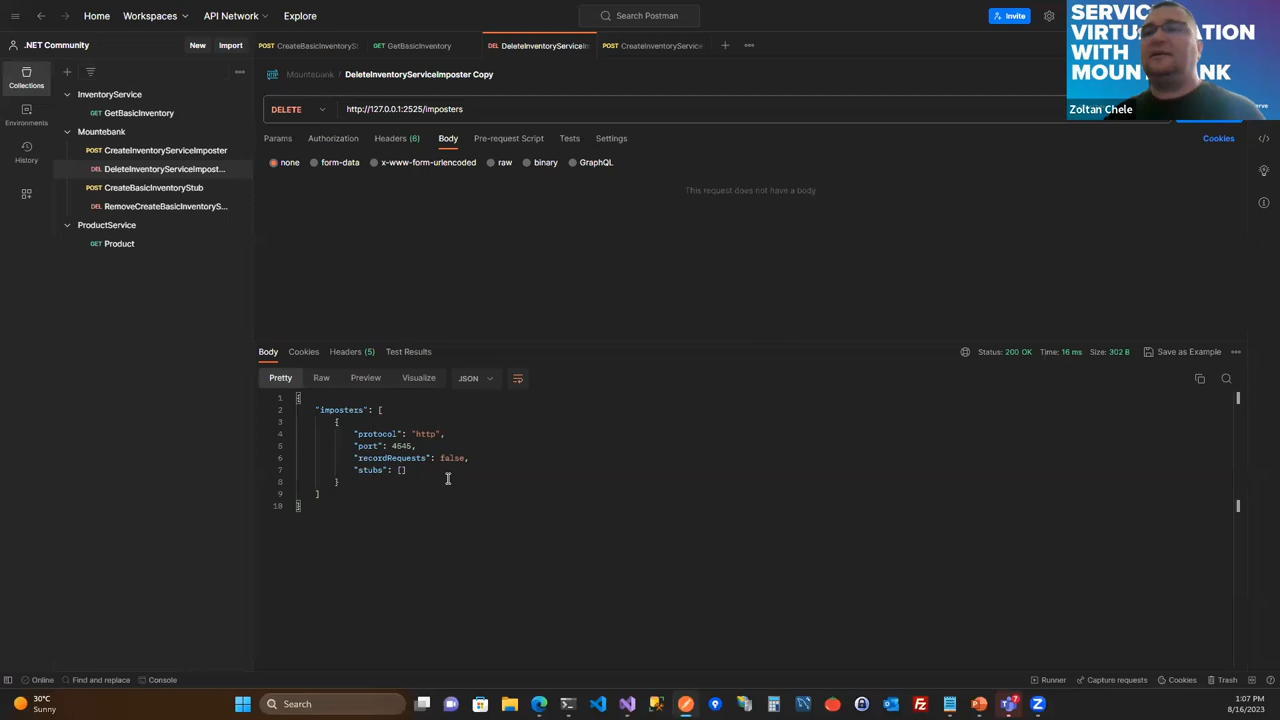 Home
Workspaces
API Network
Explore
Search Postman
Invite
SERVIC
VIRTU ATION
WITH
MOUNT ANK
Zoltan Chele
.NET Community
New
Import
POST CreateBasicInventorySt
GET GetBasicInventory
DEL DeleteInventoryServiceIm
POST CreateInventoryService
Collections
Environments
History
InventoryService
GET GetBasicInventory
Mountebank
POST CreateInventoryServiceImposter
DEL DeleteInventoryServiceImpost...
POST CreateBasicInventoryStub
DEL RemoveCreateBasicInventoryS...
ProductService
GET Product
Mountebank / DeleteInventoryServiceImposter Copy
DELETE
http://127.0.0.1:2525/imposters
Params
Authorization
Headers (6)
Body
Pre-request Script
Tests
Settings
Cookies
none
form-data
x-www-form-urlencoded
raw
binary
GraphQL
This request does not have a body
Body
Cookies
Headers (5)
Test Results
Status: 200 OK
Time: 16 ms
Size: 302 B
Save as Example
Pretty
Raw
Preview
Visualize
JSON
1 {
2 "imposters": [
3 {
4 "protocol": "http",
5 "port": 4545,
6 "recordRequests": false,
7 "stubs": []
8 }
9 ]
10 }
Online
Find and replace
Console
Runner
Capture requests
Cookies
Trash
30°C
Sunny
Search
1:07 PM
8/16/2023